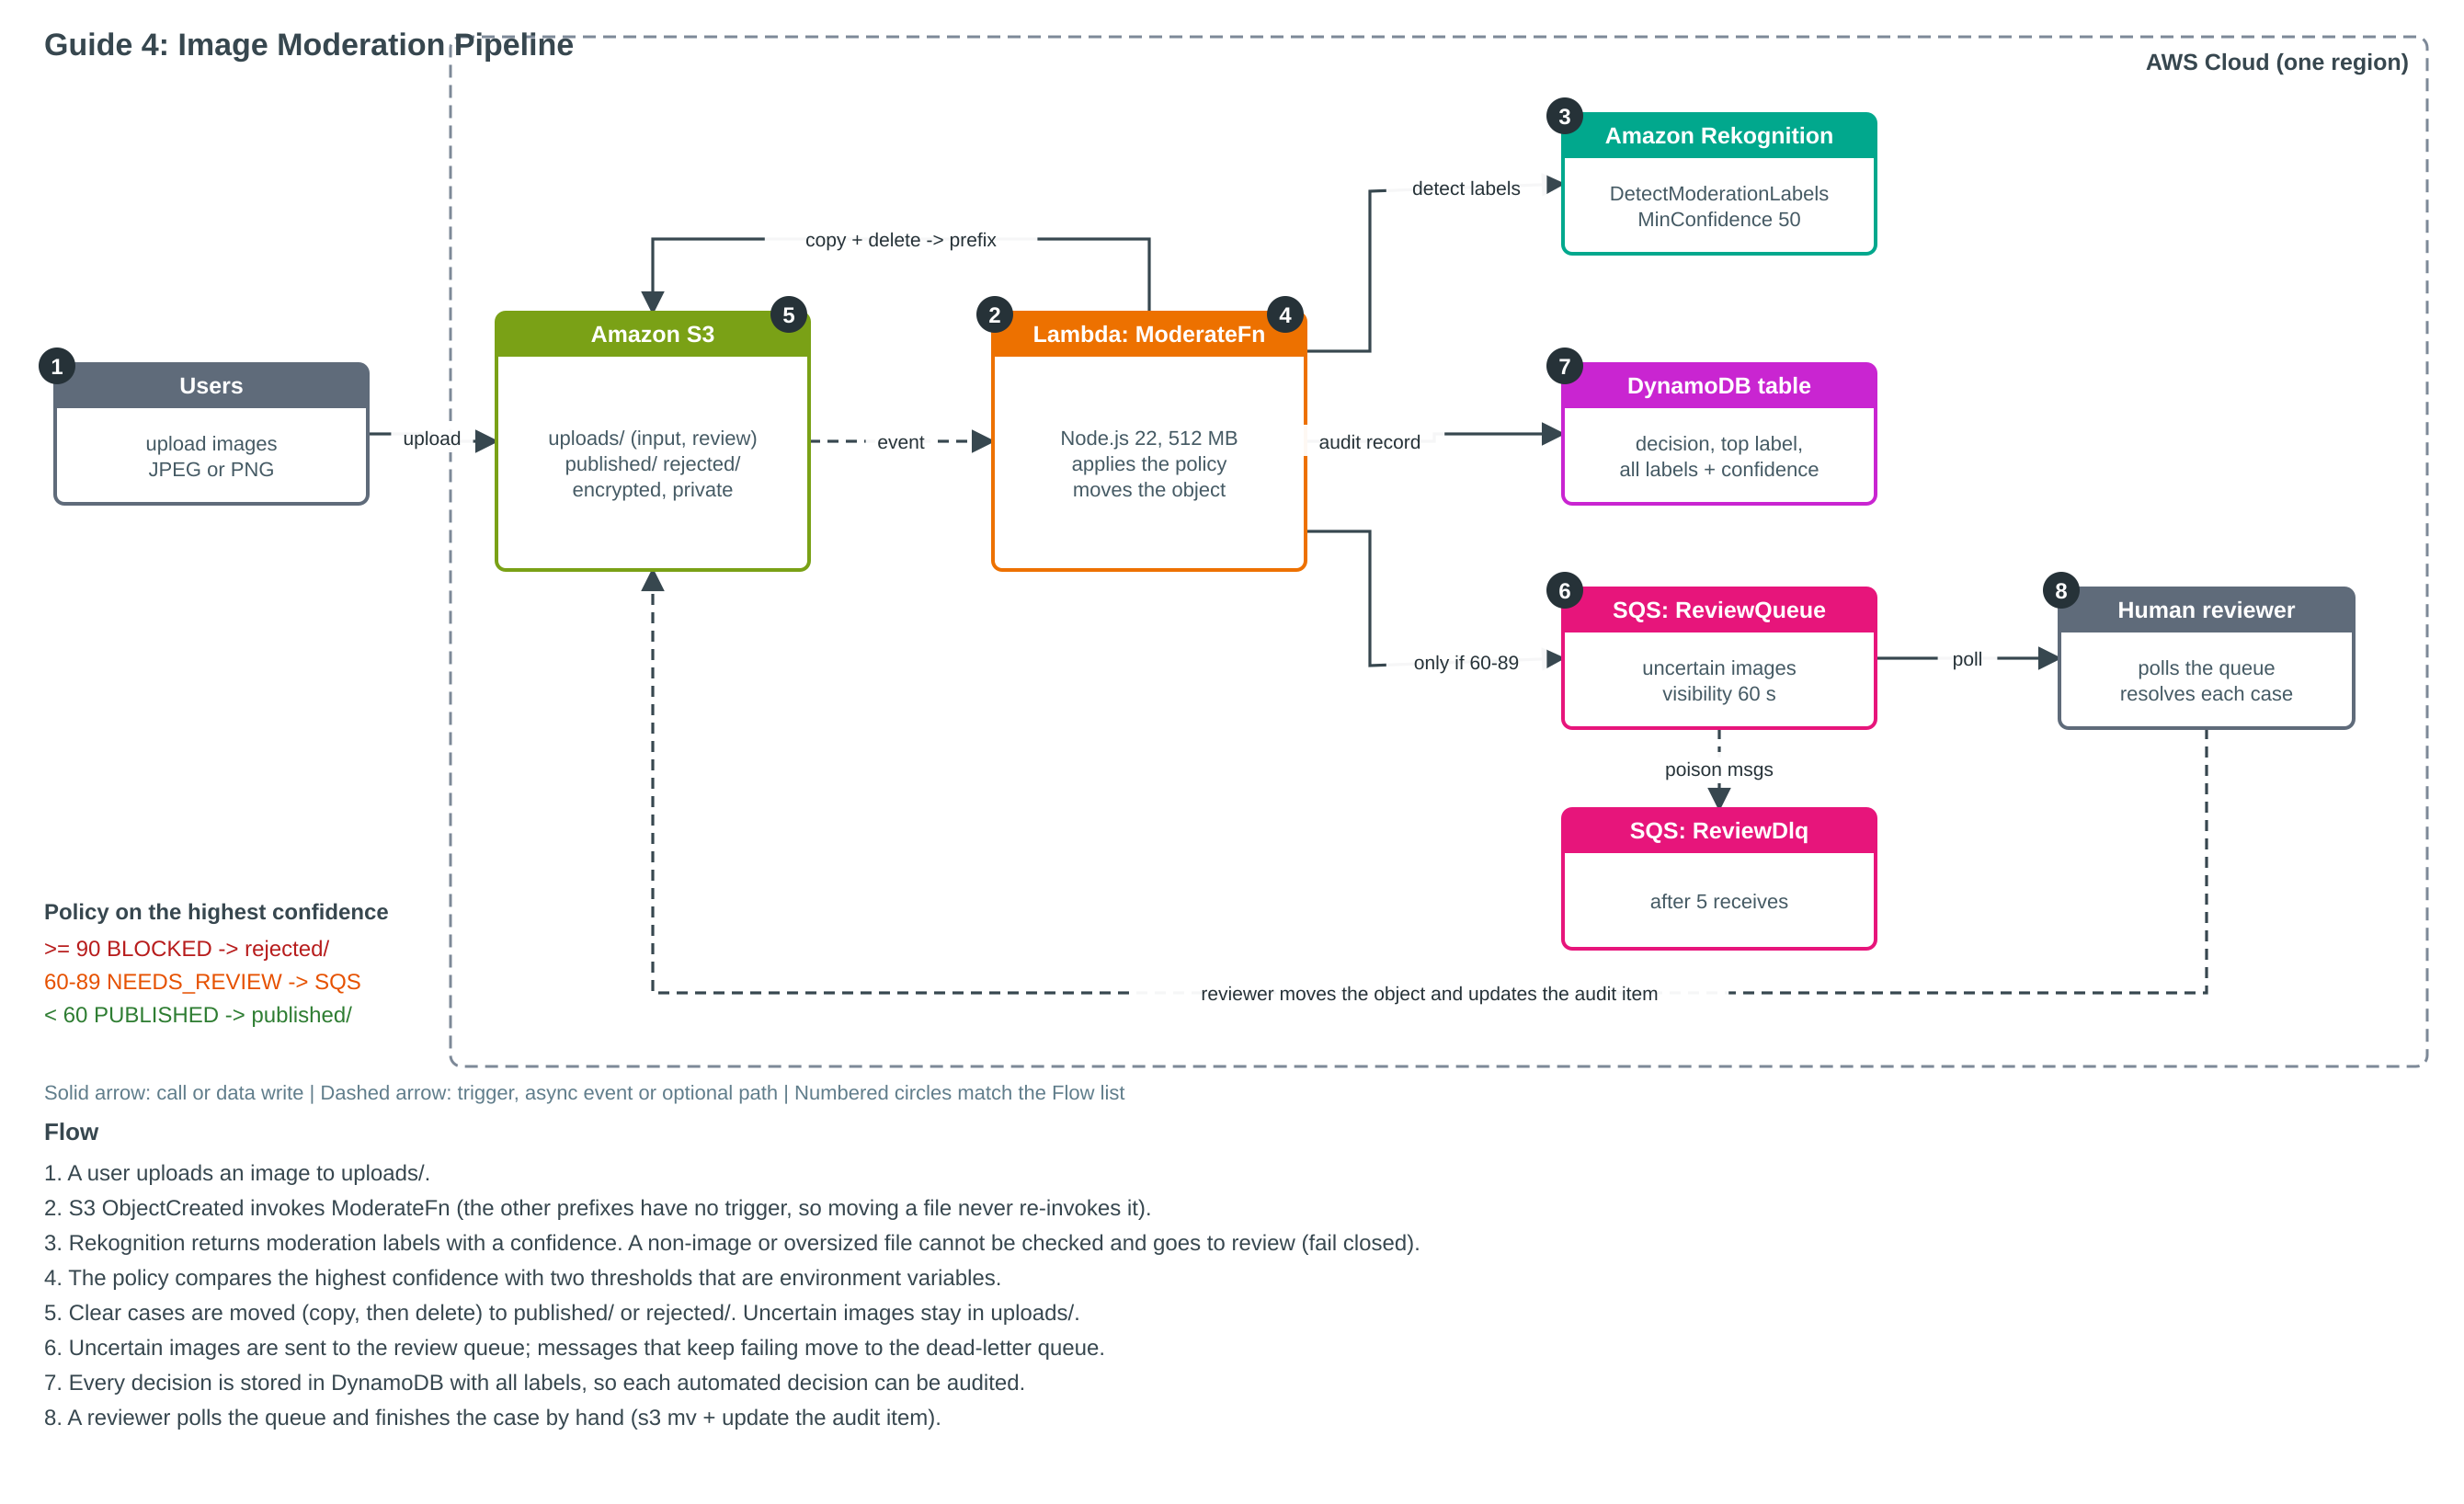 Guide 4: Image Moderation Pipeline
AWS Cloud (one region)
3
Amazon Rekognition
DetectModerationLabels
MinConfidence 50
detect labels
copy + delete -> prefix
1
Users
upload images
JPEG or PNG
upload
5
Amazon S3
uploads/ (input, review)
published/ rejected/
encrypted, private
event
2
4
Lambda: ModerateFn
Node.js 22, 512 MB
applies the policy
moves the object
audit record
7
DynamoDB table
decision, top label,
all labels + confidence
only if 60-89
6
SQS: ReviewQueue
uncertain images
visibility 60 s
poll
8
Human reviewer
polls the queue
resolves each case
poison msgs
SQS: ReviewDlq
after 5 receives
reviewer moves the object and updates the audit item
Policy on the highest confidence
>= 90 BLOCKED -> rejected/
60-89 NEEDS_REVIEW -> SQS
< 60 PUBLISHED -> published/
Solid arrow: call or data write | Dashed arrow: trigger, async event or optional path | Numbered circles match the Flow list
Flow
1. A user uploads an image to uploads/.
2. S3 ObjectCreated invokes ModerateFn (the other prefixes have no trigger, so moving a file never re-invokes it).
3. Rekognition returns moderation labels with a confidence. A non-image or oversized file cannot be checked and goes to review (fail closed).
4. The policy compares the highest confidence with two thresholds that are environment variables.
5. Clear cases are moved (copy, then delete) to published/ or rejected/. Uncertain images stay in uploads/.
6. Uncertain images are sent to the review queue; messages that keep failing move to the dead-letter queue.
7. Every decision is stored in DynamoDB with all labels, so each automated decision can be audited.
8. A reviewer polls the queue and finishes the case by hand (s3 mv + update the audit item).